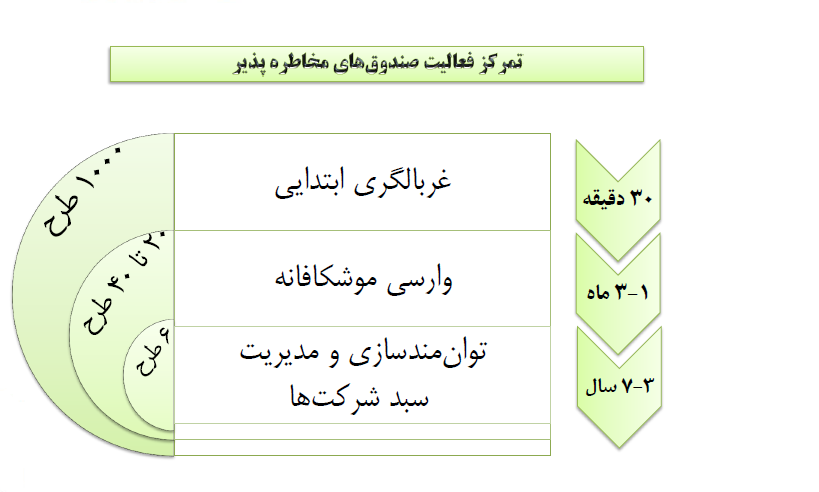 تمرکز فعالیت صندوق‌های مخاطره پذیر
۳۰ دقیقه
غربالگری ابتدایی
۱۰۰۰ طرح
۱-۳ ماه
وارسی موشکافانه
۲۰ تا ۴۰ طرح
۳-۷ سال
توان‌مندسازی و مدیریت
سبد شرکت‌ها
۶ طرح